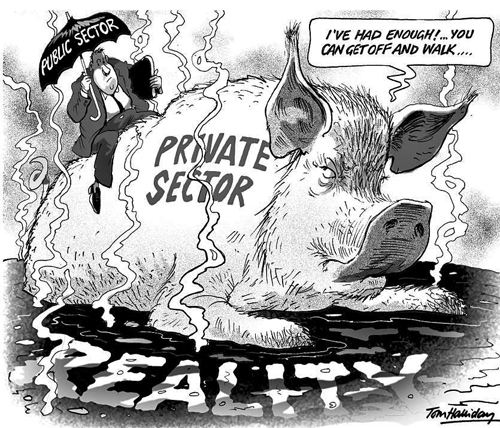 PUBLIC SECTOR
I'VE HAD ENOUGH!...YOU
CAN GET OFF AND WALK....
PRIVATE
SECTOR
REALITY
Tom Halliday